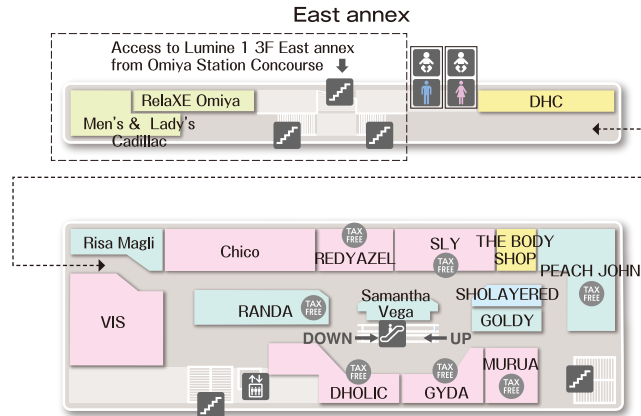 East annex
Access to Lumine 1 3F East annex
from Omiya Station Concourse
RelaXE Omiya
Men's & Lady's
Cadillac
DHC
Risa Magli
Chico
TAX
FREE
REDYAZEL
SLY
TAX
FREE
THE BODY
SHOP
PEACH JOHN
TAX
FREE
VIS
RANDA
TAX
FREE
Samantha
Vega
SHOLAYERED
GOLDY
DOWN
UP
TAX
FREE
DHOLIC
TAX
FREE
GYDA
MURUA
TAX
FREE